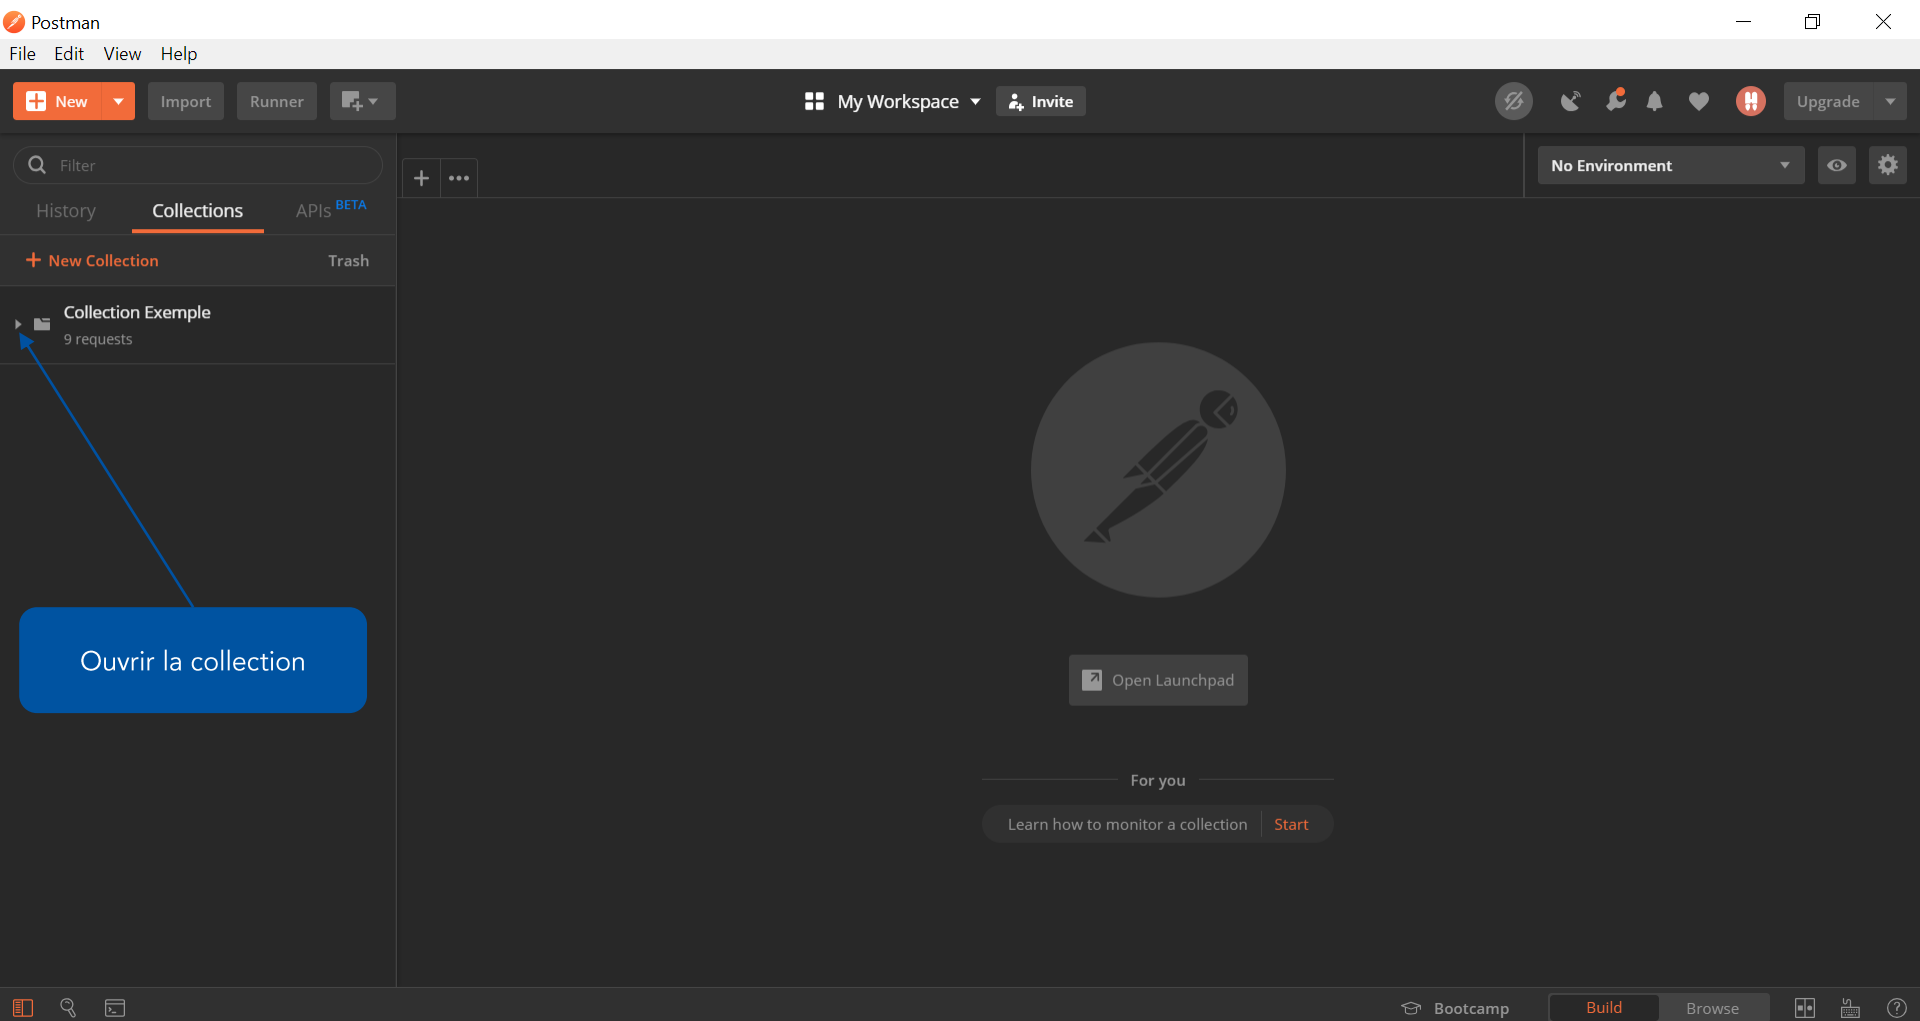 Postman
File Edit View Help
New Import Runner My Workspace Invite Upgrade
Filter
No Environment
History Collections APIs BETA
New Collection Trash
Collection Exemple
9 requests
Ouvrir la collection
Open Launchpad
For you
Learn how to monitor a collection Start
Bootcamp Build Browse